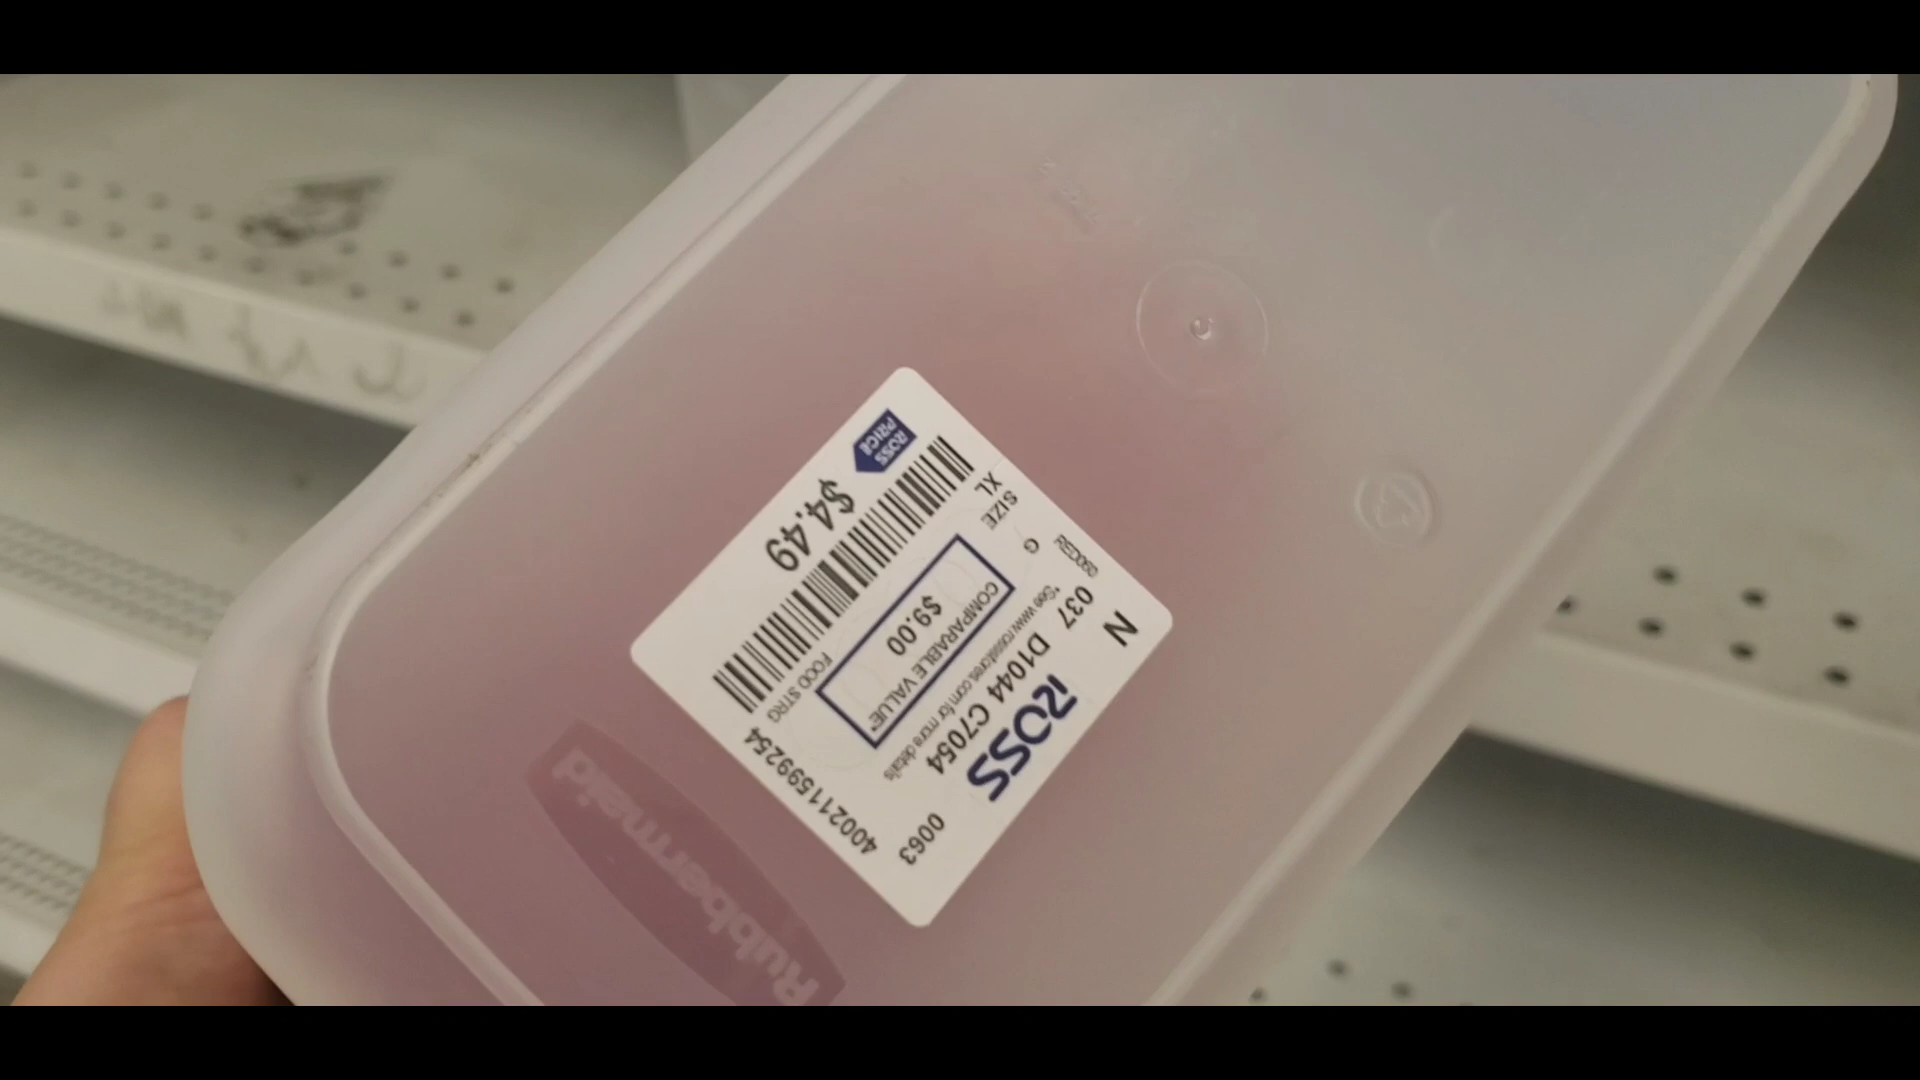 ROSS
0063
N
037 D1044 C7054
RED060
*See www.rossstores.com for more details
G
SIZE
XL
COMPARABLE VALUE*
$9.00
FOOD STRG
400211599254
ROSS
PRICE
$4.49
Rubbermaid